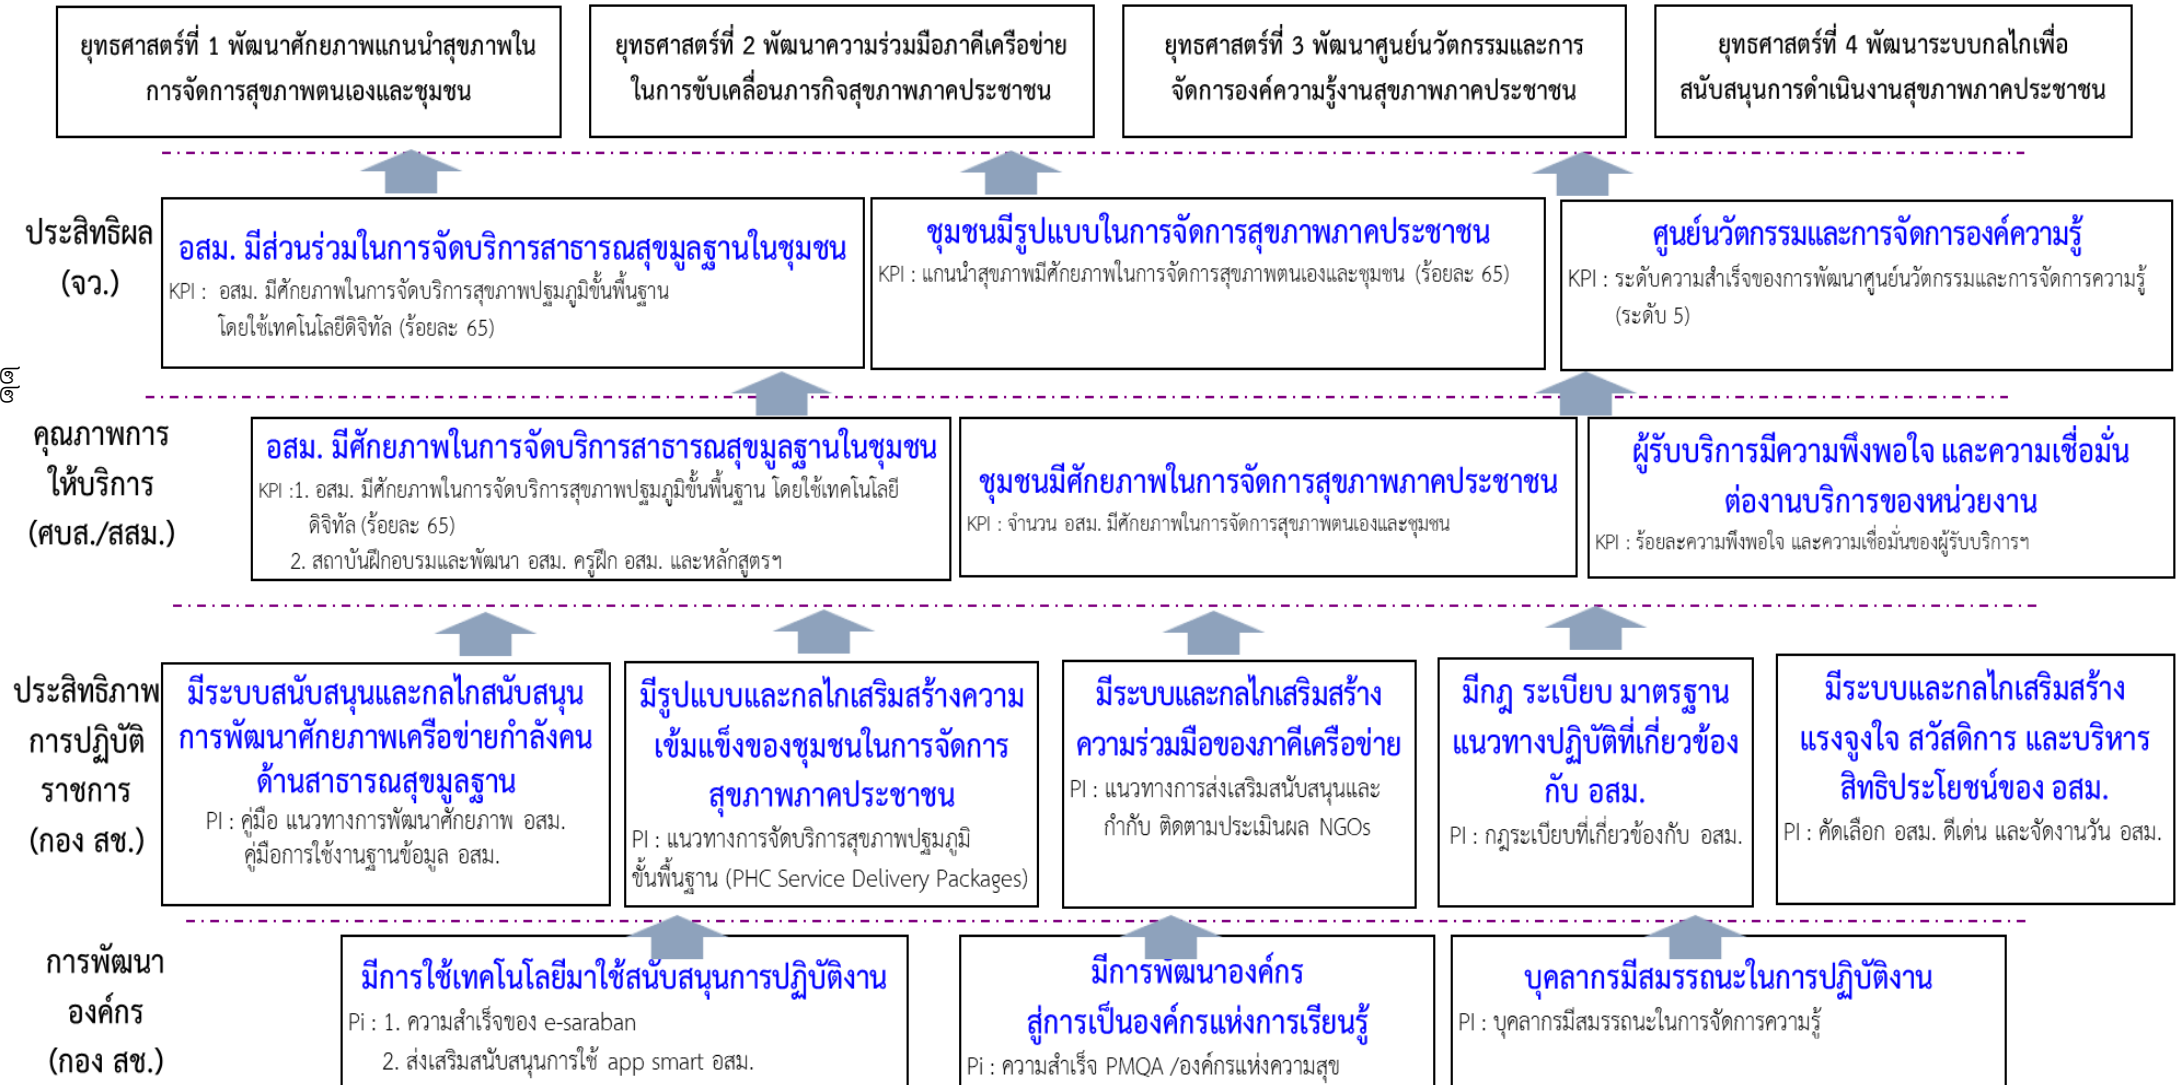 ยุทธศาสตร์ที่ 1 พัฒนาศักยภาพแกนนำสุขภาพใน
การจัดการสุขภาพตนเองและชุมชน
ยุทธศาสตร์ที่ 2 พัฒนาความร่วมมือภาคีเครือข่าย
ในการขับเคลื่อนภารกิจสุขภาพภาคประชาชน
ยุทธศาสตร์ที่ 3 พัฒนาศูนย์นวัตกรรมและการ
จัดการองค์ความรู้งานสุขภาพภาคประชาชน
ยุทธศาสตร์ที่ 4 พัฒนาระบบกลไกเพื่อ
สนับสนุนการดำเนินงานสุขภาพภาคประชาชน
ประสิทธิผล
(จว.)
อสม. มีส่วนร่วมในการจัดบริการสาธารณสุขมูลฐานในชุมชน
KPI : อสม. มีศักยภาพในการจัดบริการสุขภาพปฐมภูมิขั้นพื้นฐาน
โดยใช้เทคโนโลยีดิจิทัล (ร้อยละ 65)
ชุมชนมีรูปแบบในการจัดการสุขภาพภาคประชาชน
KPI : แกนนำสุขภาพมีศักยภาพในการจัดการสุขภาพตนเองและชุมชน (ร้อยละ 65)
ศูนย์นวัตกรรมและการจัดการองค์ความรู้
KPI : ระดับความสำเร็จของการพัฒนาศูนย์นวัตกรรมและการจัดการความรู้
(ระดับ 5)
คุณภาพการ
ให้บริการ
(ศบส./สสม.)
อสม. มีศักยภาพในการจัดบริการสาธารณสุขมูลฐานในชุมชน
KPI :1. อสม. มีศักยภาพในการจัดบริการสุขภาพปฐมภูมิขั้นพื้นฐาน โดยใช้เทคโนโลยี
ดิจิทัล (ร้อยละ 65)
2. สถาบันฝึกอบรมและพัฒนา อสม. ครูฝึก อสม. และหลักสูตรฯ
ชุมชนมีศักยภาพในการจัดการสุขภาพภาคประชาชน
KPI : จำนวน อสม. มีศักยภาพในการจัดการสุขภาพตนเองและชุมชน
ผู้รับบริการมีความพึงพอใจ และความเชื่อมั่น
ต่องานบริการของหน่วยงาน
KPI : ร้อยละความพึงพอใจ และความเชื่อมั่นของผู้รับบริการฯ
ประสิทธิภาพ
การปฏิบัติ
ราชการ
(กอง สช.)
มีระบบสนับสนุนและกลไกสนับสนุน
การพัฒนาศักยภาพเครือข่ายกำลังคน
ด้านสาธารณสุขมูลฐาน
PI : คู่มือ แนวทางการพัฒนาศักยภาพ อสม.
คู่มือการใช้งานฐานข้อมูล อสม.
มีรูปแบบและกลไกเสริมสร้างความ
เข้มแข็งของชุมชนในการจัดการ
สุขภาพภาคประชาชน
PI : แนวทางการจัดบริการสุขภาพปฐมภูมิ
ขั้นพื้นฐาน (PHC Service Delivery Packages)
มีระบบและกลไกเสริมสร้าง
ความร่วมมือของภาคีเครือข่าย
PI : แนวทางการส่งเสริมสนับสนุนและ
กำกับ ติดตามประเมินผล NGOs
มีกฎ ระเบียบ มาตรฐาน
แนวทางปฏิบัติที่เกี่ยวข้อง
กับ อสม.
PI : กฎระเบียบที่เกี่ยวข้องกับ อสม.
มีระบบและกลไกเสริมสร้าง
แรงจูงใจ สวัสดิการ และบริหาร
สิทธิประโยชน์ของ อสม.
PI : คัดเลือก อสม. ดีเด่น และจัดงานวัน อสม.
การพัฒนา
องค์กร
(กอง สช.)
มีการใช้เทคโนโลยีมาใช้สนับสนุนการปฏิบัติงาน
Pi : 1. ความสำเร็จของ e-saraban
2. ส่งเสริมสนับสนุนการใช้ app smart อสม.
มีการพัฒนาองค์กร
สู่การเป็นองค์กรแห่งการเรียนรู้
Pi : ความสำเร็จ PMQA /องค์กรแห่งความสุข
บุคลากรมีสมรรถนะในการปฏิบัติงาน
PI : บุคลากรมีสมรรถนะในการจัดการความรู้